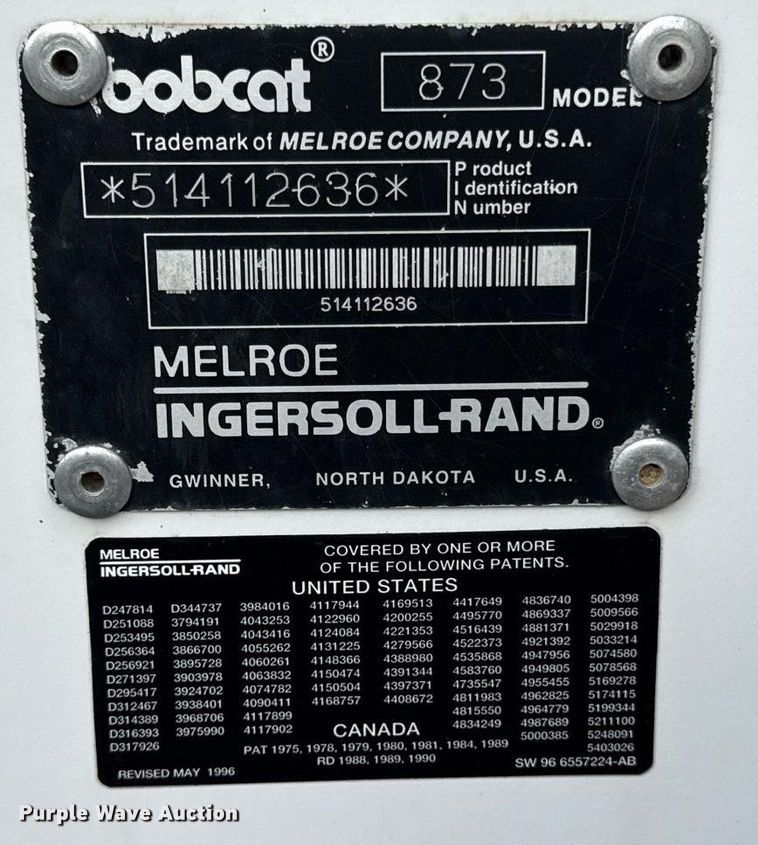 bobcat® 873 MODEL
Trademark of MELROE COMPANY, U.S.A.
*514112636* Product
Identification
Number
514112636
MELROE
INGERSOLL-RAND®
GWINNER, NORTH DAKOTA U.S.A.
MELROE
INGERSOLL-RAND
COVERED BY ONE OR MORE
OF THE FOLLOWING PATENTS.
UNITED STATES
D247814 D344737 3984016 4117944 4169513 4417649 4836740 5004398
D251088 3794191 4043253 4122960 4200255 4495770 4869337 5009566
D253495 3850258 4043416 4124084 4221353 4516439 4881371 5029918
D256364 3866700 4055262 4131225 4279566 4522373 4921392 5033214
D256921 3895728 4060261 4148366 4388980 4535868 4947956 5074580
D271397 3903978 4063832 4150474 4391344 4583760 4949805 5078568
D295417 3924702 4074782 4150504 4397371 4735547 4955455 5169278
D312467 3938401 4090411 4168757 4408672 4811983 4962825 5174115
D314389 3968706 4117899 4815550 4964779 5199344
D316393 3975990 4117902 CANADA 4834249 4987689 5211100
D317926 PAT 1975, 1978, 1979, 1980, 1981, 1984, 1989 5000385 5248091
RD 1988, 1989, 1990 5403026
REVISED MAY 1996 SW 96 6557224-AB
Purple Wave Auction